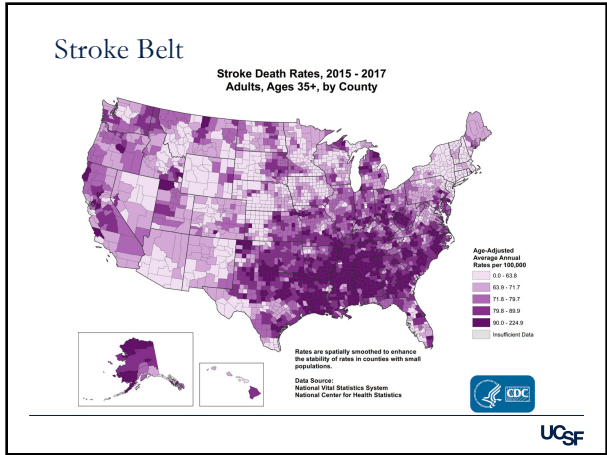 Stroke Belt
Stroke Death Rates, 2015 - 2017
Adults, Ages 35+, by County
Age-Adjusted
Average Annual
Rates per 100,000
0.0 - 63.8
63.9 - 71.7
71.8 - 79.7
79.8 - 89.9
90.0 - 224.9
Insufficient Data
Rates are spatially smoothed to enhance
the stability of rates in counties with small
populations.
Data Source:
National Vital Statistics System
National Center for Health Statistics
CDC
UCSF